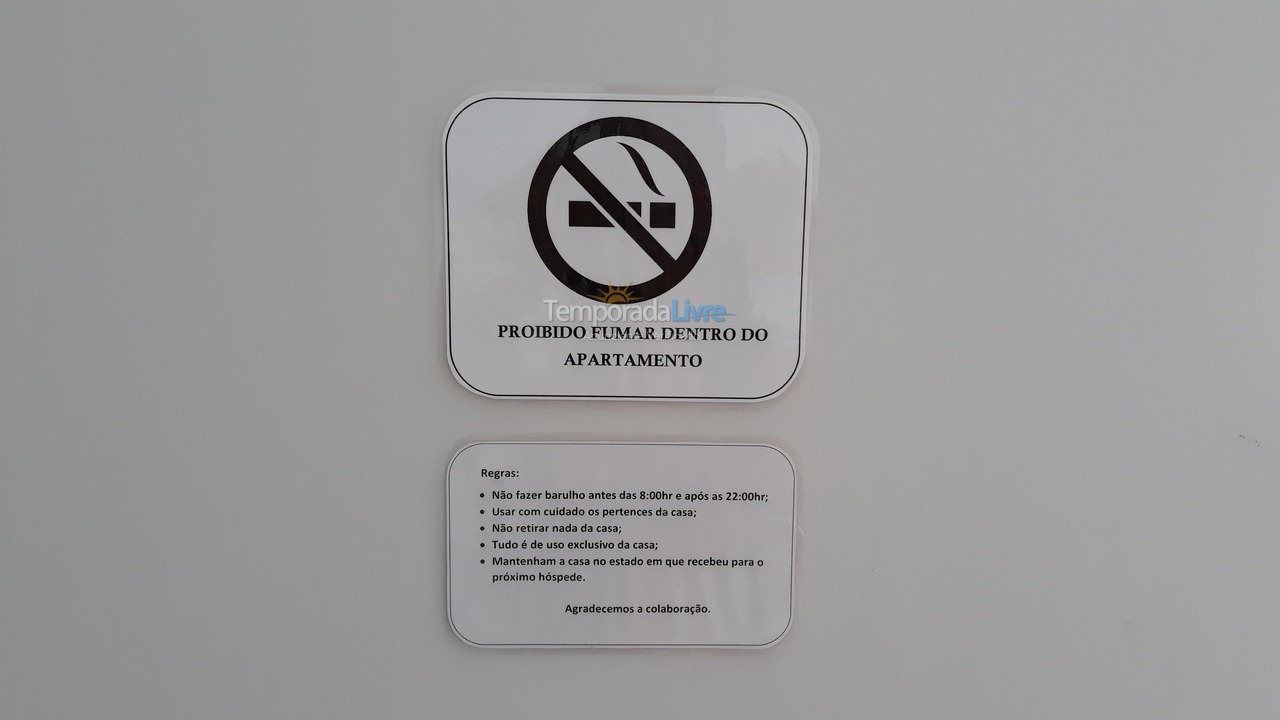 TemporadaLivre
PROIBIDO FUMAR DENTRO DO
APARTAMENTO
Regras:
• Não fazer barulho antes das 8:00hr e após as 22:00hr;
• Usar com cuidado os pertences da casa;
• Não retirar nada da casa;
• Tudo é de uso exclusivo da casa;
• Mantenham a casa no estado em que recebeu para o
próximo hóspede.
Agradecemos a colaboração.